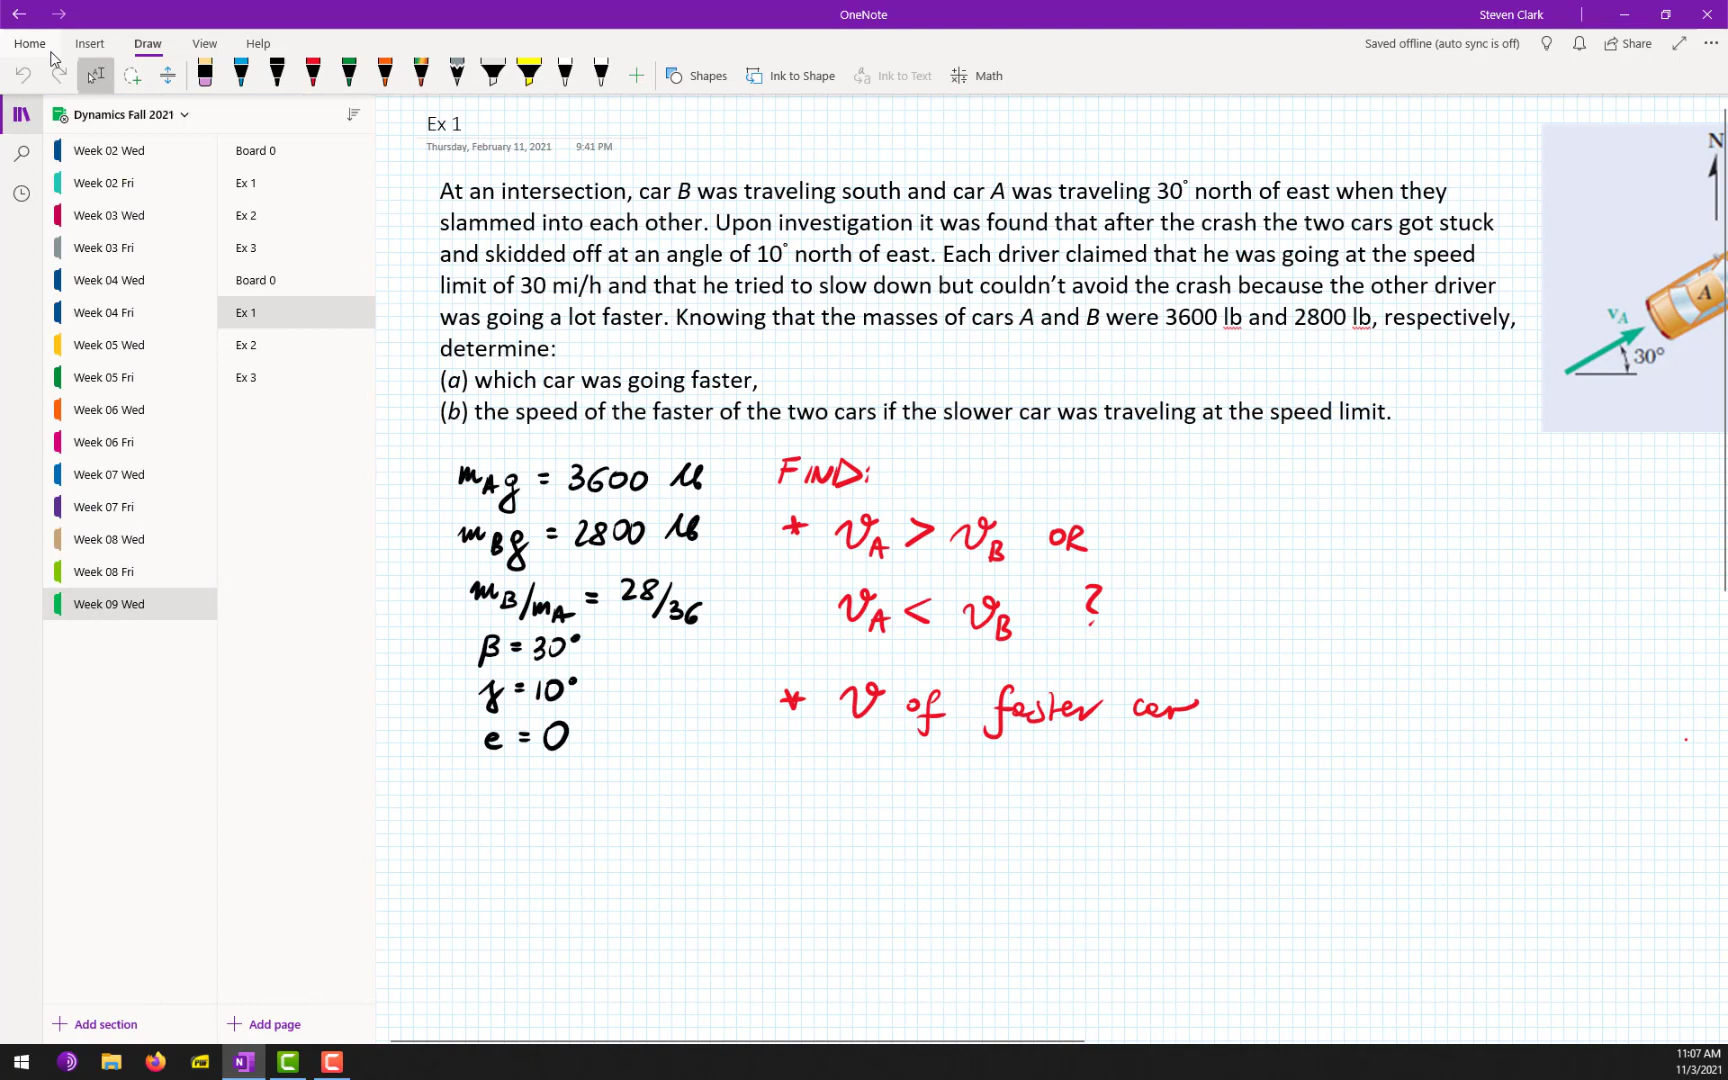 OneNote
Steven Clark
Home Insert Draw View Help
Saved offline (auto sync is off) Share
Shapes Ink to Shape Ink to Text Math
Dynamics Fall 2021
Week 02 Wed
Week 02 Fri
Week 03 Wed
Week 03 Fri
Week 04 Wed
Week 04 Fri
Week 05 Wed
Week 05 Fri
Week 06 Wed
Week 06 Fri
Week 07 Wed
Week 07 Fri
Week 08 Wed
Week 08 Fri
Week 09 Wed
Add section
Board 0
Ex 1
Ex 2
Ex 3
Board 0
Ex 1
Ex 2
Ex 3
Add page
Ex 1
Thursday, February 11, 2021 9:41 PM
At an intersection, car B was traveling south and car A was traveling 30° north of east when they
slammed into each other. Upon investigation it was found that after the crash the two cars got stuck
and skidded off at an angle of 10° north of east. Each driver claimed that he was going at the speed
limit of 30 mi/h and that he tried to slow down but couldn’t avoid the crash because the other driver
was going a lot faster. Knowing that the masses of cars A and B were 3600 lb and 2800 lb, respectively,
determine:
(a) which car was going faster,
(b) the speed of the faster of the two cars if the slower car was traveling at the speed limit.
N
A
vA
30°
mAg = 3600 lb
mBg = 2800 lb
mB/mA = 28/36
β = 30°
γ = 10°
e = 0
FIND:
* vA > vB OR
vA < vB ?
* v of faster car
11:07 AM
11/3/2021